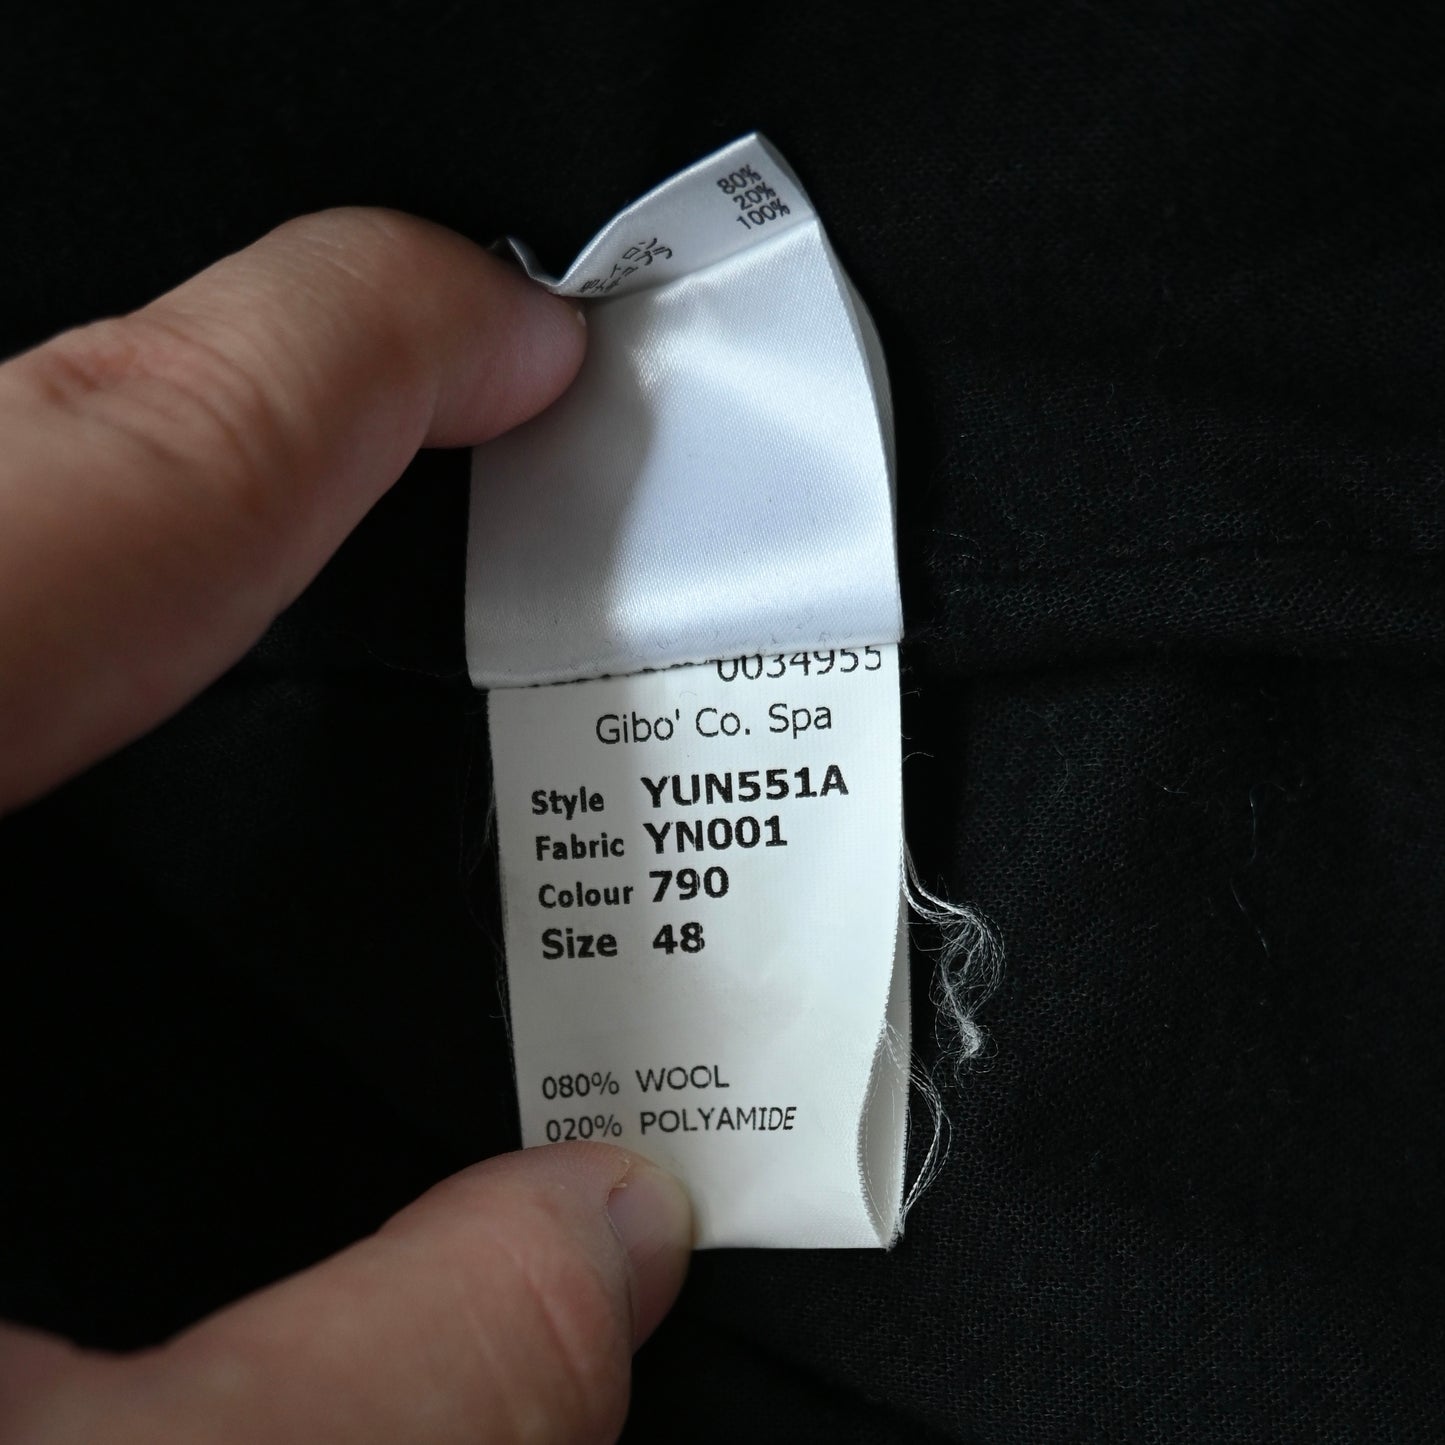 80%
20%
100%
0034955
Gibo' Co. Spa
Style YUN551A
Fabric YN001
Colour 790
Size 48
080% WOOL
020% POLYAMIDE